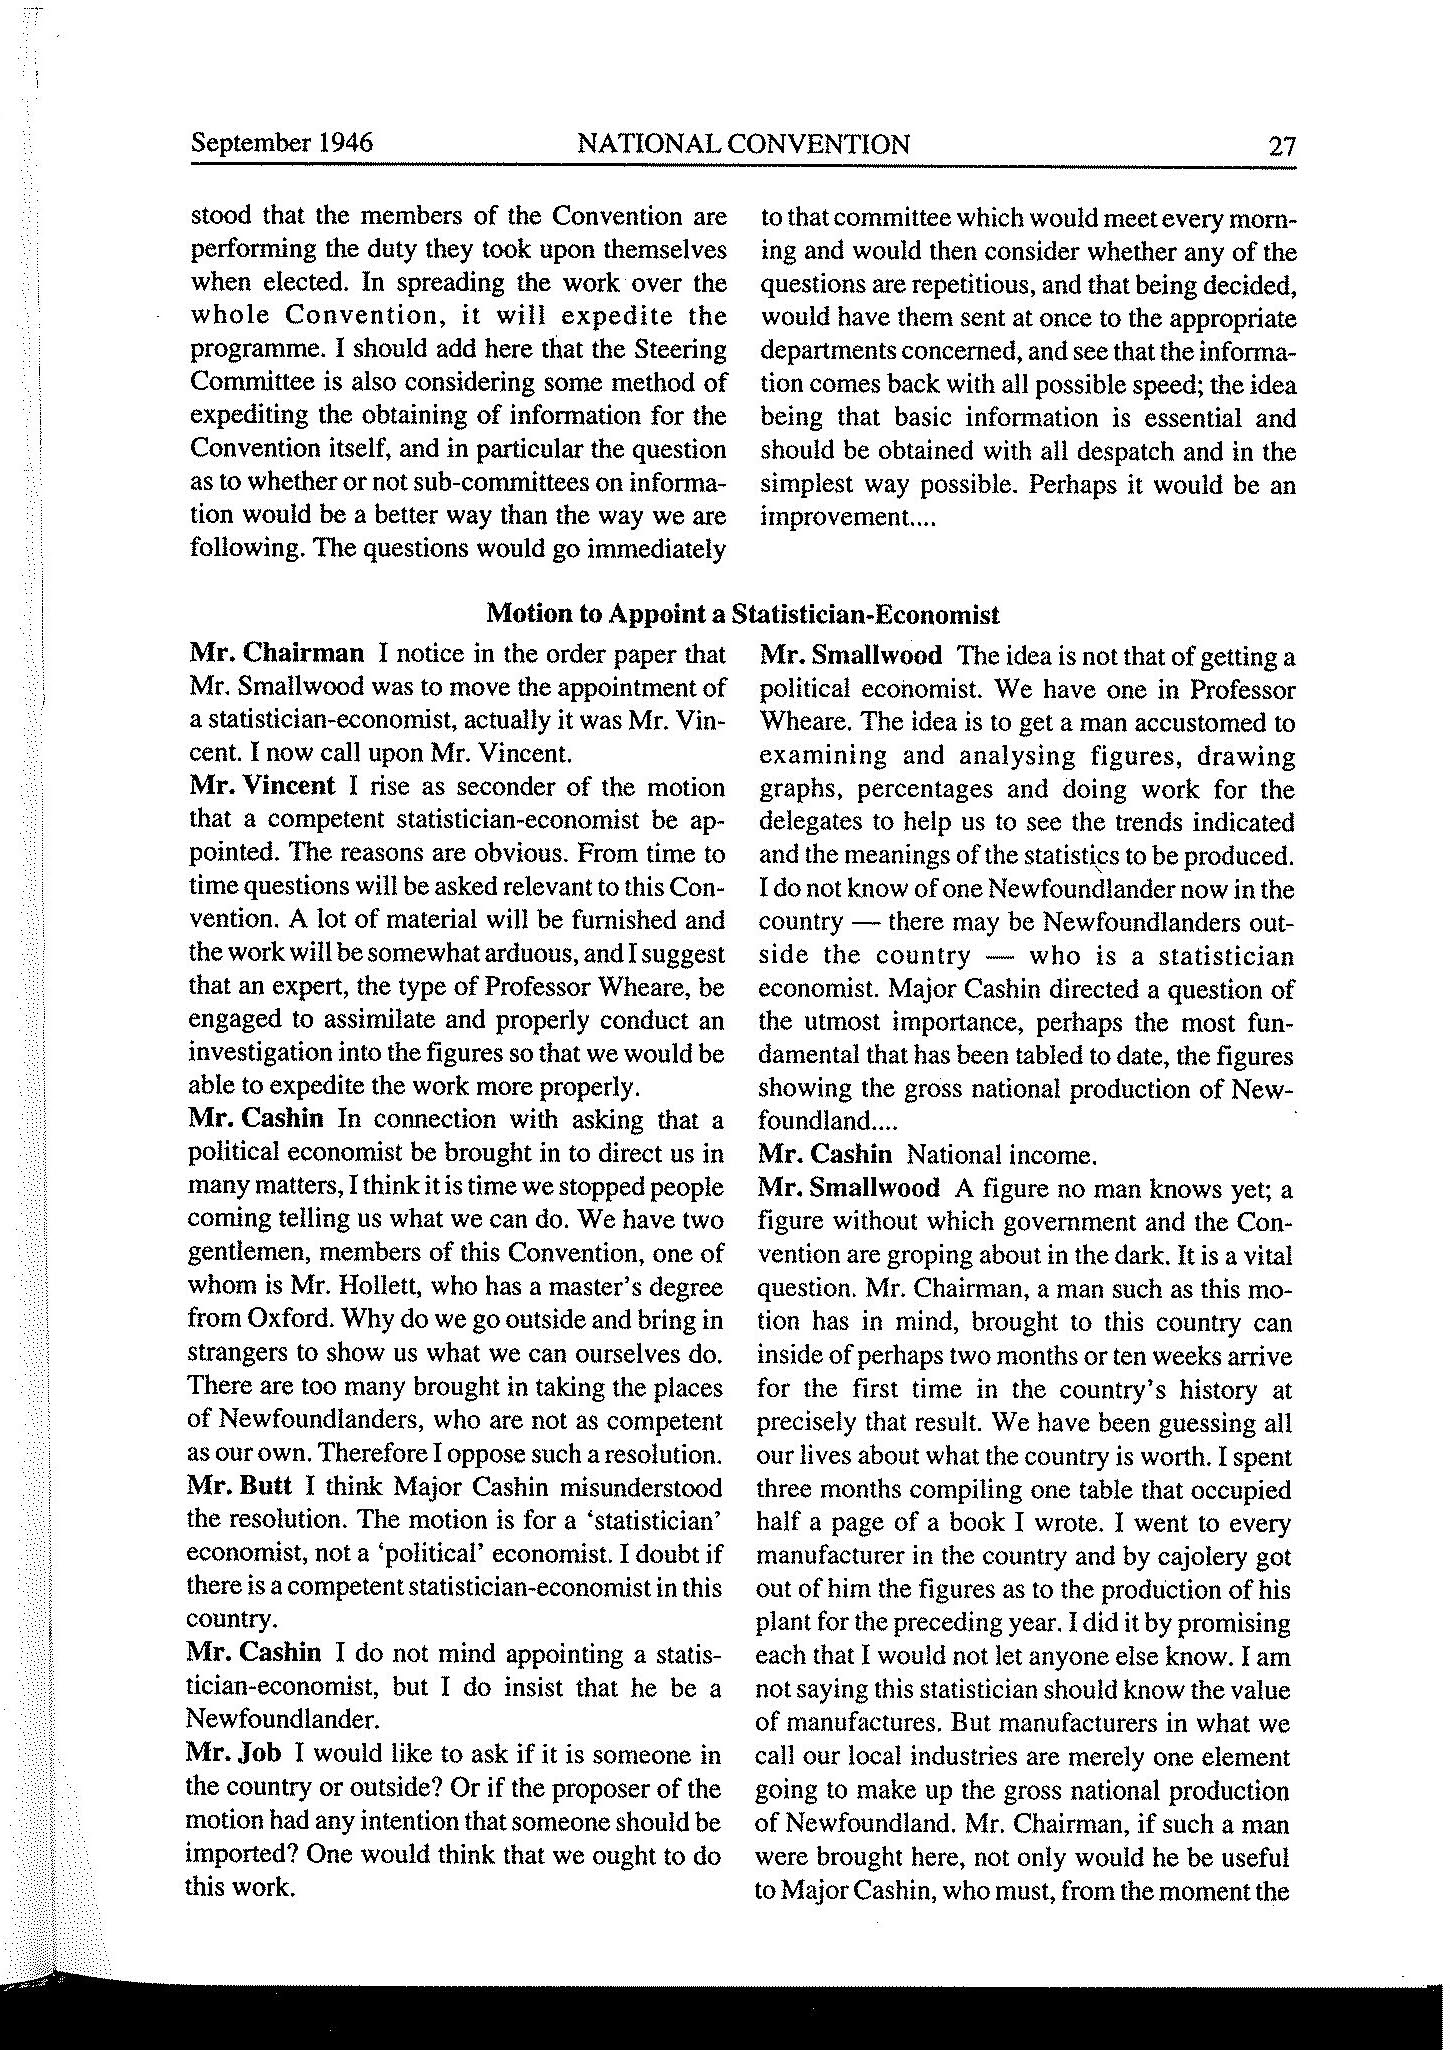 September 1946 NATIONAL CONVENTION 27
stood that the members of the Convention are
performing the duty they took upon themselves
when elected. In spreading the work over the
whole Convention, it will expedite the
programme. I should add here that the Steering
Committee is also considering some method of
expediting the obtaining of information for the
Convention itself, and in particular the question
as to whether or not sub-committees on informa-
tion would be a better way than the way we are
following. The questions would go immediately
to that committee which would meet every morn-
ing and would then consider whether any of the
questions are repetitious, and that being decided,
would have them sent at once to the appropriate
departments concerned, and see that the informa-
tion comes back with all possible speed; the idea
being that basic information is essential and
should be obtained with all despatch and in the
simplest way possible. Perhaps it would be an
improvement....
Motion to Appoint a Statistician-Economist
Mr. Chairman I notice in the order paper that
Mr. Smallwood was to move the appointment of
a statistician-economist, actually it was Mr. Vin-
cent. I now call upon Mr. Vincent.
Mr. Vincent I rise as seconder of the motion
that a competent statistician-economist be ap-
pointed. The reasons are obvious. From time to
time questions will be asked relevant to this Con-
vention. A lot of material will be furnished and
the work will be somewhat arduous, and I suggest
that an expert, the type of Professor Wheare, be
engaged to assimilate and properly conduct an
investigation into the figures so that we would be
able to expedite the work more properly.
Mr. Cashin In connection with asking that a
political economist be brought in to direct us in
many matters, I think it is time we stopped people
coming telling us what we can do. We have two
gentlemen, members of this Convention, one of
whom is Mr. Hollett, who has a master's degree
from Oxford. Why do we go outside and bring in
strangers to show us what we can ourselves do.
There are too many brought in taking the places
of Newfoundlanders, who are not as competent
as our own. Therefore I oppose such a resolution.
Mr. Butt I think Major Cashin misunderstood
the resolution. The motion is for a 'statistician'
economist, not a 'political' economist. I doubt if
there is a competent statistician-economist in this
country.
Mr. Cashin I do not mind appointing a statis-
tician-economist, but I do insist that he be a
Newfoundlander.
Mr. Job I would like to ask if it is someone in
the country or outside? Or if the proposer of the
motion had any intention that someone should be
imported? One would think that we ought to do
this work.
Mr. Smallwood The idea is not that of getting a
political economist. We have one in Professor
Wheare. The idea is to get a man accustomed to
examining and analysing figures, drawing
graphs, percentages and doing work for the
delegates to help us to see the trends indicated
and the meanings of the statistics to be produced.
I do not know of one Newfoundlander now in the
country — there may be Newfoundlanders out-
side the country — who is a statistician
economist. Major Cashin directed a question of
the utmost importance, perhaps the most fun-
damental that has been tabled to date, the figures
showing the gross national production of New-
foundland....
Mr. Cashin National income.
Mr. Smallwood A figure no man knows yet; a
figure without which government and the Con-
vention are groping about in the dark. It is a vital
question. Mr. Chairman, a man such as this mo-
tion has in mind, brought to this country can
inside of perhaps two months or ten weeks arrive
for the first time in the country's history at
precisely that result. We have been guessing all
our lives about what the country is worth. I spent
three months compiling one table that occupied
half a page of a book I wrote. I went to every
manufacturer in the country and by cajolery got
out of him the figures as to the production of his
plant for the preceding year. I did it by promising
each that I would not let anyone else know. I am
not saying this statistician should know the value
of manufactures. But manufacturers in what we
call our local industries are merely one element
going to make up the gross national production
of Newfoundland. Mr. Chairman, if such a man
were brought here, not only would he be useful
to Major Cashin, who must, from the moment the